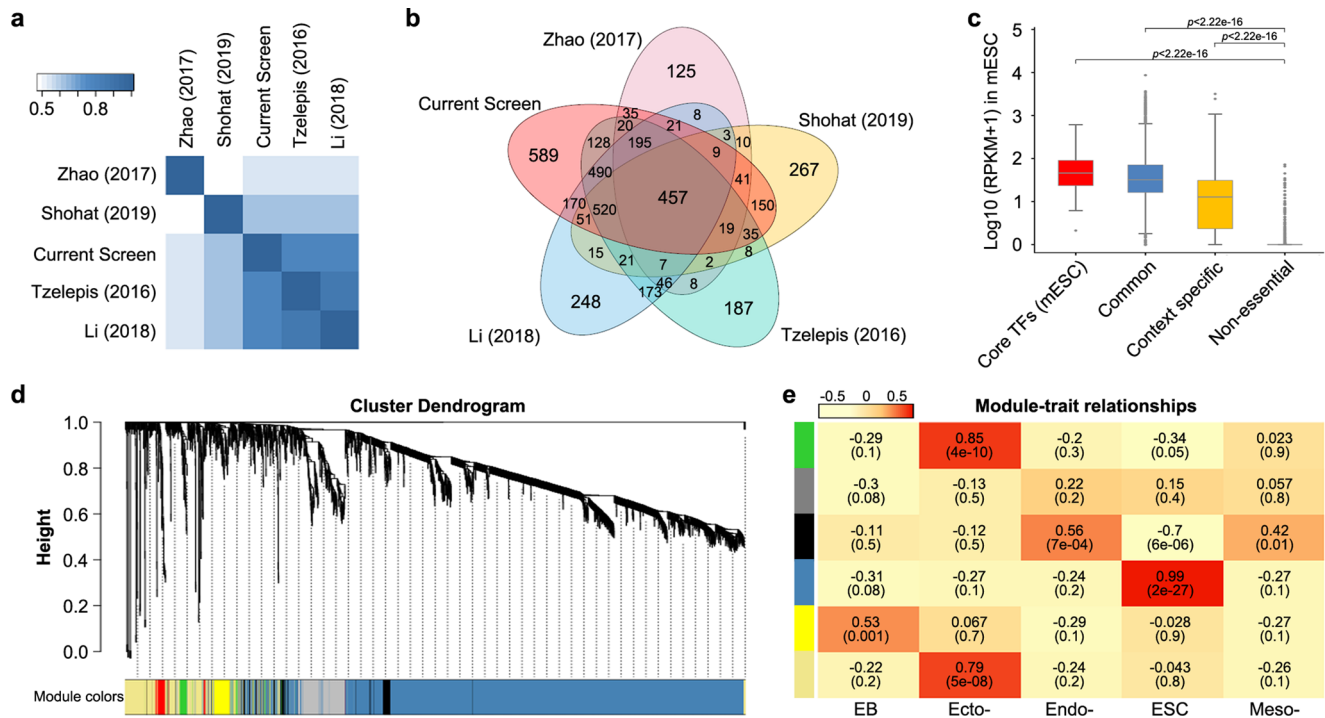 a
0.5 0.8
Zhao (2017)
Shohat (2019)
Current Screen
Tzelepis (2016)
Li (2018)
Zhao (2017)
Shohat (2019)
Current Screen
Tzelepis (2016)
Li (2018)
b
Zhao (2017)
125
Current Screen
Shohat (2019)
35
8
20
21
3
10
128
195
9
589
267
490
41
457
170
520
150
51
19
35
15
21
7
2
8
46
8
173
248
187
Li (2018)
Tzelepis (2016)
c
p<2.22e-16
p<2.22e-16
p<2.22e-16
Log10 (RPKM+1) in mESC
5
4
3
2
1
0
Core TFs (mESC)
Common
Context specific
Non-essential
d
Cluster Dendrogram
Height
1.0
0.8
0.6
0.4
0.2
0.0
Module colors
e
-0.5 0 0.5
Module-trait relationships
-0.29 0.85 -0.2 -0.34 0.023
(0.1) (4e-10) (0.3) (0.05) (0.9)
-0.3 -0.13 0.22 0.15 0.057
(0.08) (0.5) (0.2) (0.4) (0.8)
-0.11 -0.12 0.56 -0.7 0.42
(0.5) (0.5) (7e-04) (6e-06) (0.01)
-0.31 -0.27 -0.24 0.99 -0.27
(0.08) (0.1) (0.2) (2e-27) (0.1)
0.53 0.067 -0.29 -0.028 -0.27
(0.001) (0.7) (0.1) (0.9) (0.1)
-0.22 0.79 -0.24 -0.043 -0.26
(0.2) (5e-08) (0.2) (0.8) (0.1)
EB Ecto- Endo- ESC Meso-